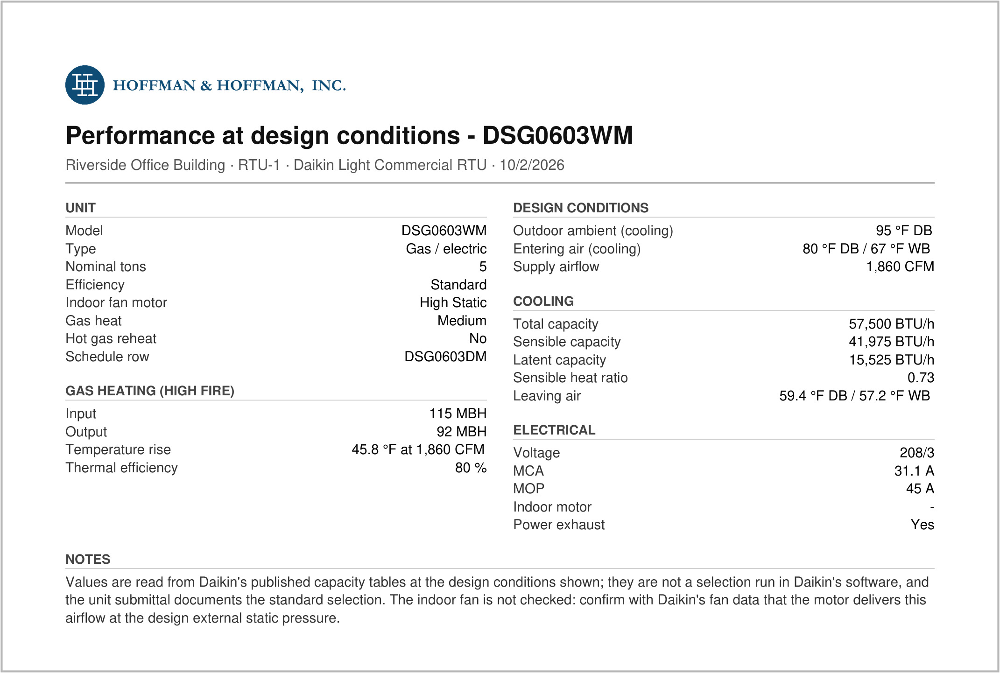 HOFFMAN & HOFFMAN, INC.
Performance at design conditions - DSG0603WM
Riverside Office Building · RTU-1 · Daikin Light Commercial RTU · 10/2/2026
UNIT
Model DSG0603WM
Type Gas / electric
Nominal tons 5
Efficiency Standard
Indoor fan motor High Static
Gas heat Medium
Hot gas reheat No
Schedule row DSG0603DM
GAS HEATING (HIGH FIRE)
Input 115 MBH
Output 92 MBH
Temperature rise 45.8 °F at 1,860 CFM
Thermal efficiency 80 %
DESIGN CONDITIONS
Outdoor ambient (cooling) 95 °F DB
Entering air (cooling) 80 °F DB / 67 °F WB
Supply airflow 1,860 CFM
COOLING
Total capacity 57,500 BTU/h
Sensible capacity 41,975 BTU/h
Latent capacity 15,525 BTU/h
Sensible heat ratio 0.73
Leaving air 59.4 °F DB / 57.2 °F WB
ELECTRICAL
Voltage 208/3
MCA 31.1 A
MOP 45 A
Indoor motor -
Power exhaust Yes
NOTES
Values are read from Daikin's published capacity tables at the design conditions shown; they are not a selection run in Daikin's software, and
the unit submittal documents the standard selection. The indoor fan is not checked: confirm with Daikin's fan data that the motor delivers this
airflow at the design external static pressure.